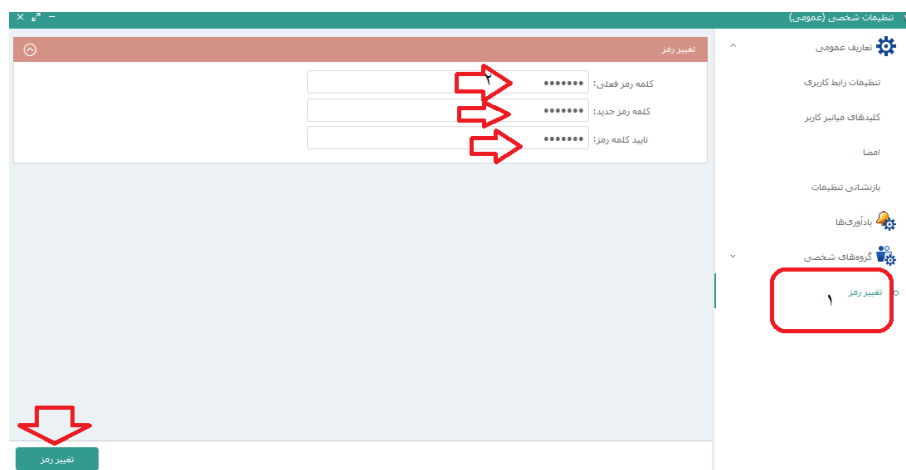 تنظیمات شخصی (عمومی)
تعاریف عمومی
تنظیمات رابط کاربری
کلیدهای میانبر کاربر
امضا
بازنشانی تنظیمات
یادآوری‌ها
گروه‌های شخصی
تغییر رمز
۱
تغییر رمز
کلمه رمز فعلی:
۲
کلمه رمز جدید:
تایید کلمه رمز:
تغییر رمز